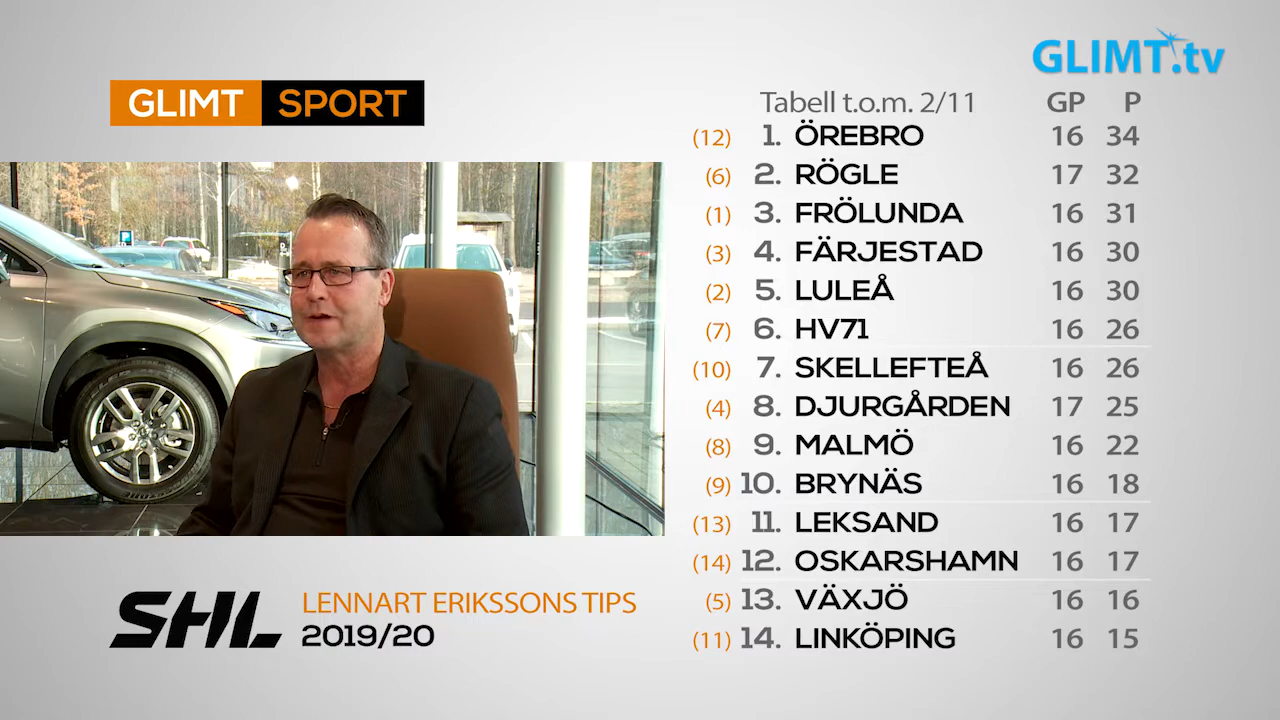 GLIMT.tv
GLIMT SPORT
Tabell t.o.m. 2/11 GP P
(12) 1. ÖREBRO 16 34
(6) 2. RÖGLE 17 32
(1) 3. FRÖLUNDA 16 31
(3) 4. FÄRJESTAD 16 30
(2) 5. LULEÅ 16 30
(7) 6. HV71 16 26
(10) 7. SKELLEFTEÅ 16 26
(4) 8. DJURGÅRDEN 17 25
(8) 9. MALMÖ 16 22
(9) 10. BRYNÄS 16 18
(13) 11. LEKSAND 16 17
(14) 12. OSKARSHAMN 16 17
(5) 13. VÄXJÖ 16 16
(11) 14. LINKÖPING 16 15
SHL
LENNART ERIKSSONS TIPS
2019/20